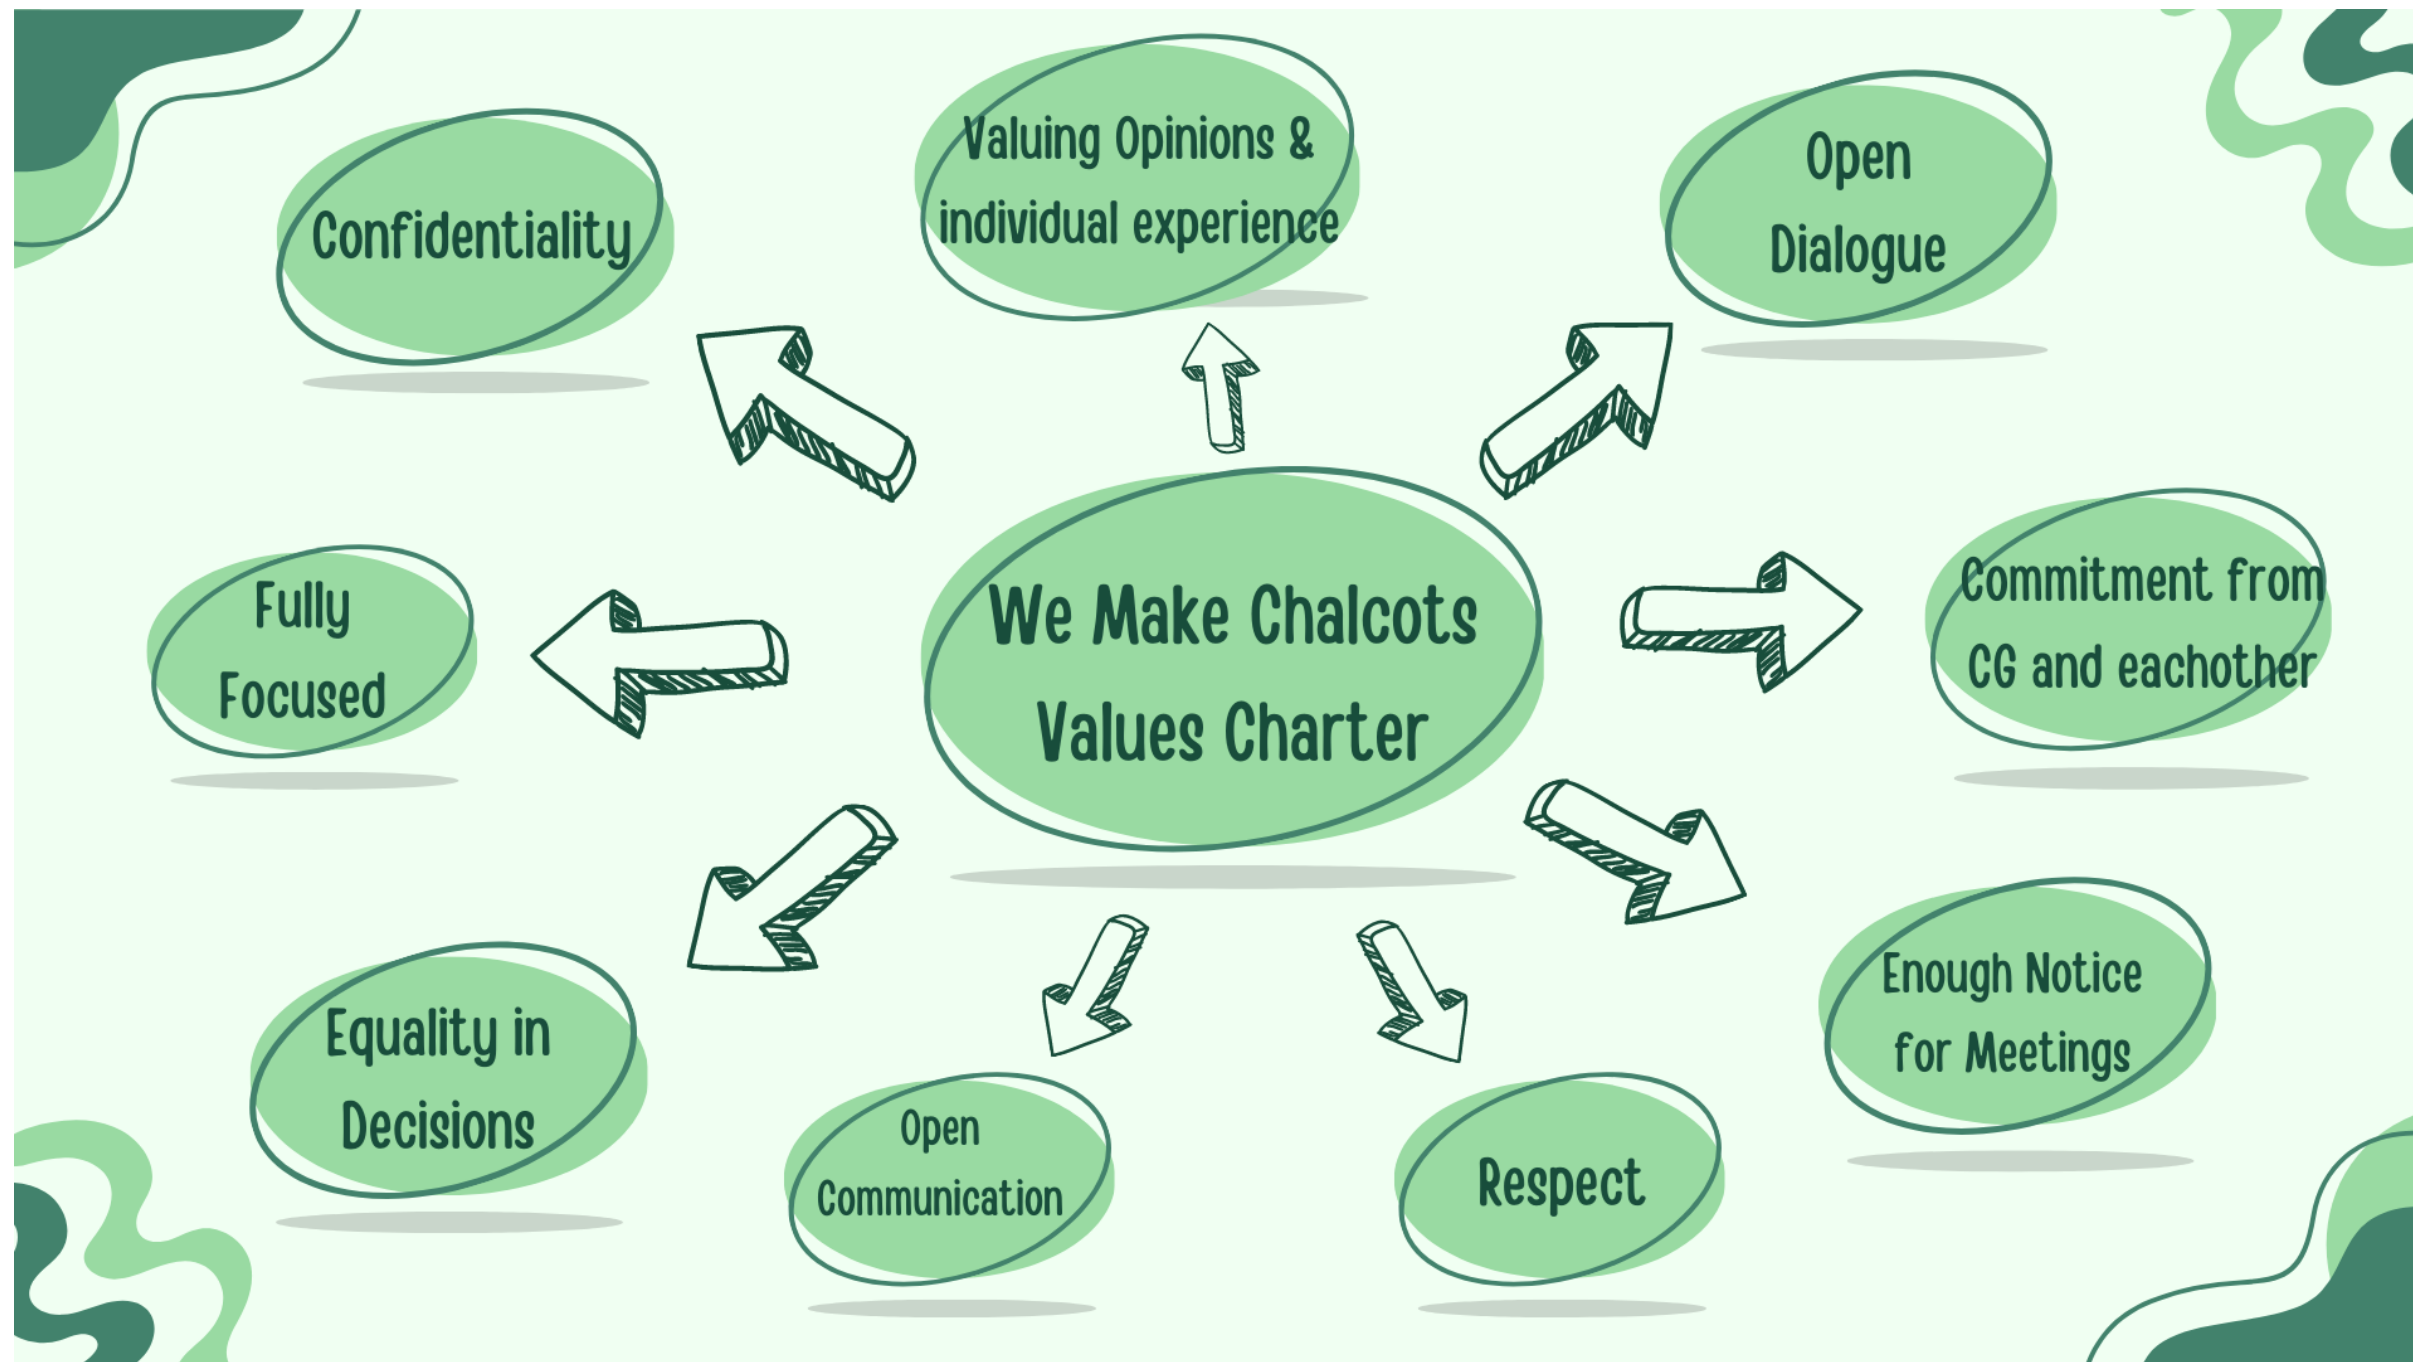 Confidentiality
Valuing Opinions &
individual experience
Open
Dialogue
Fully
Focused
We Make Chalcots
Values Charter
Commitment from
CG and eachother
Equality in
Decisions
Open
Communication
Respect
Enough Notice
for Meetings